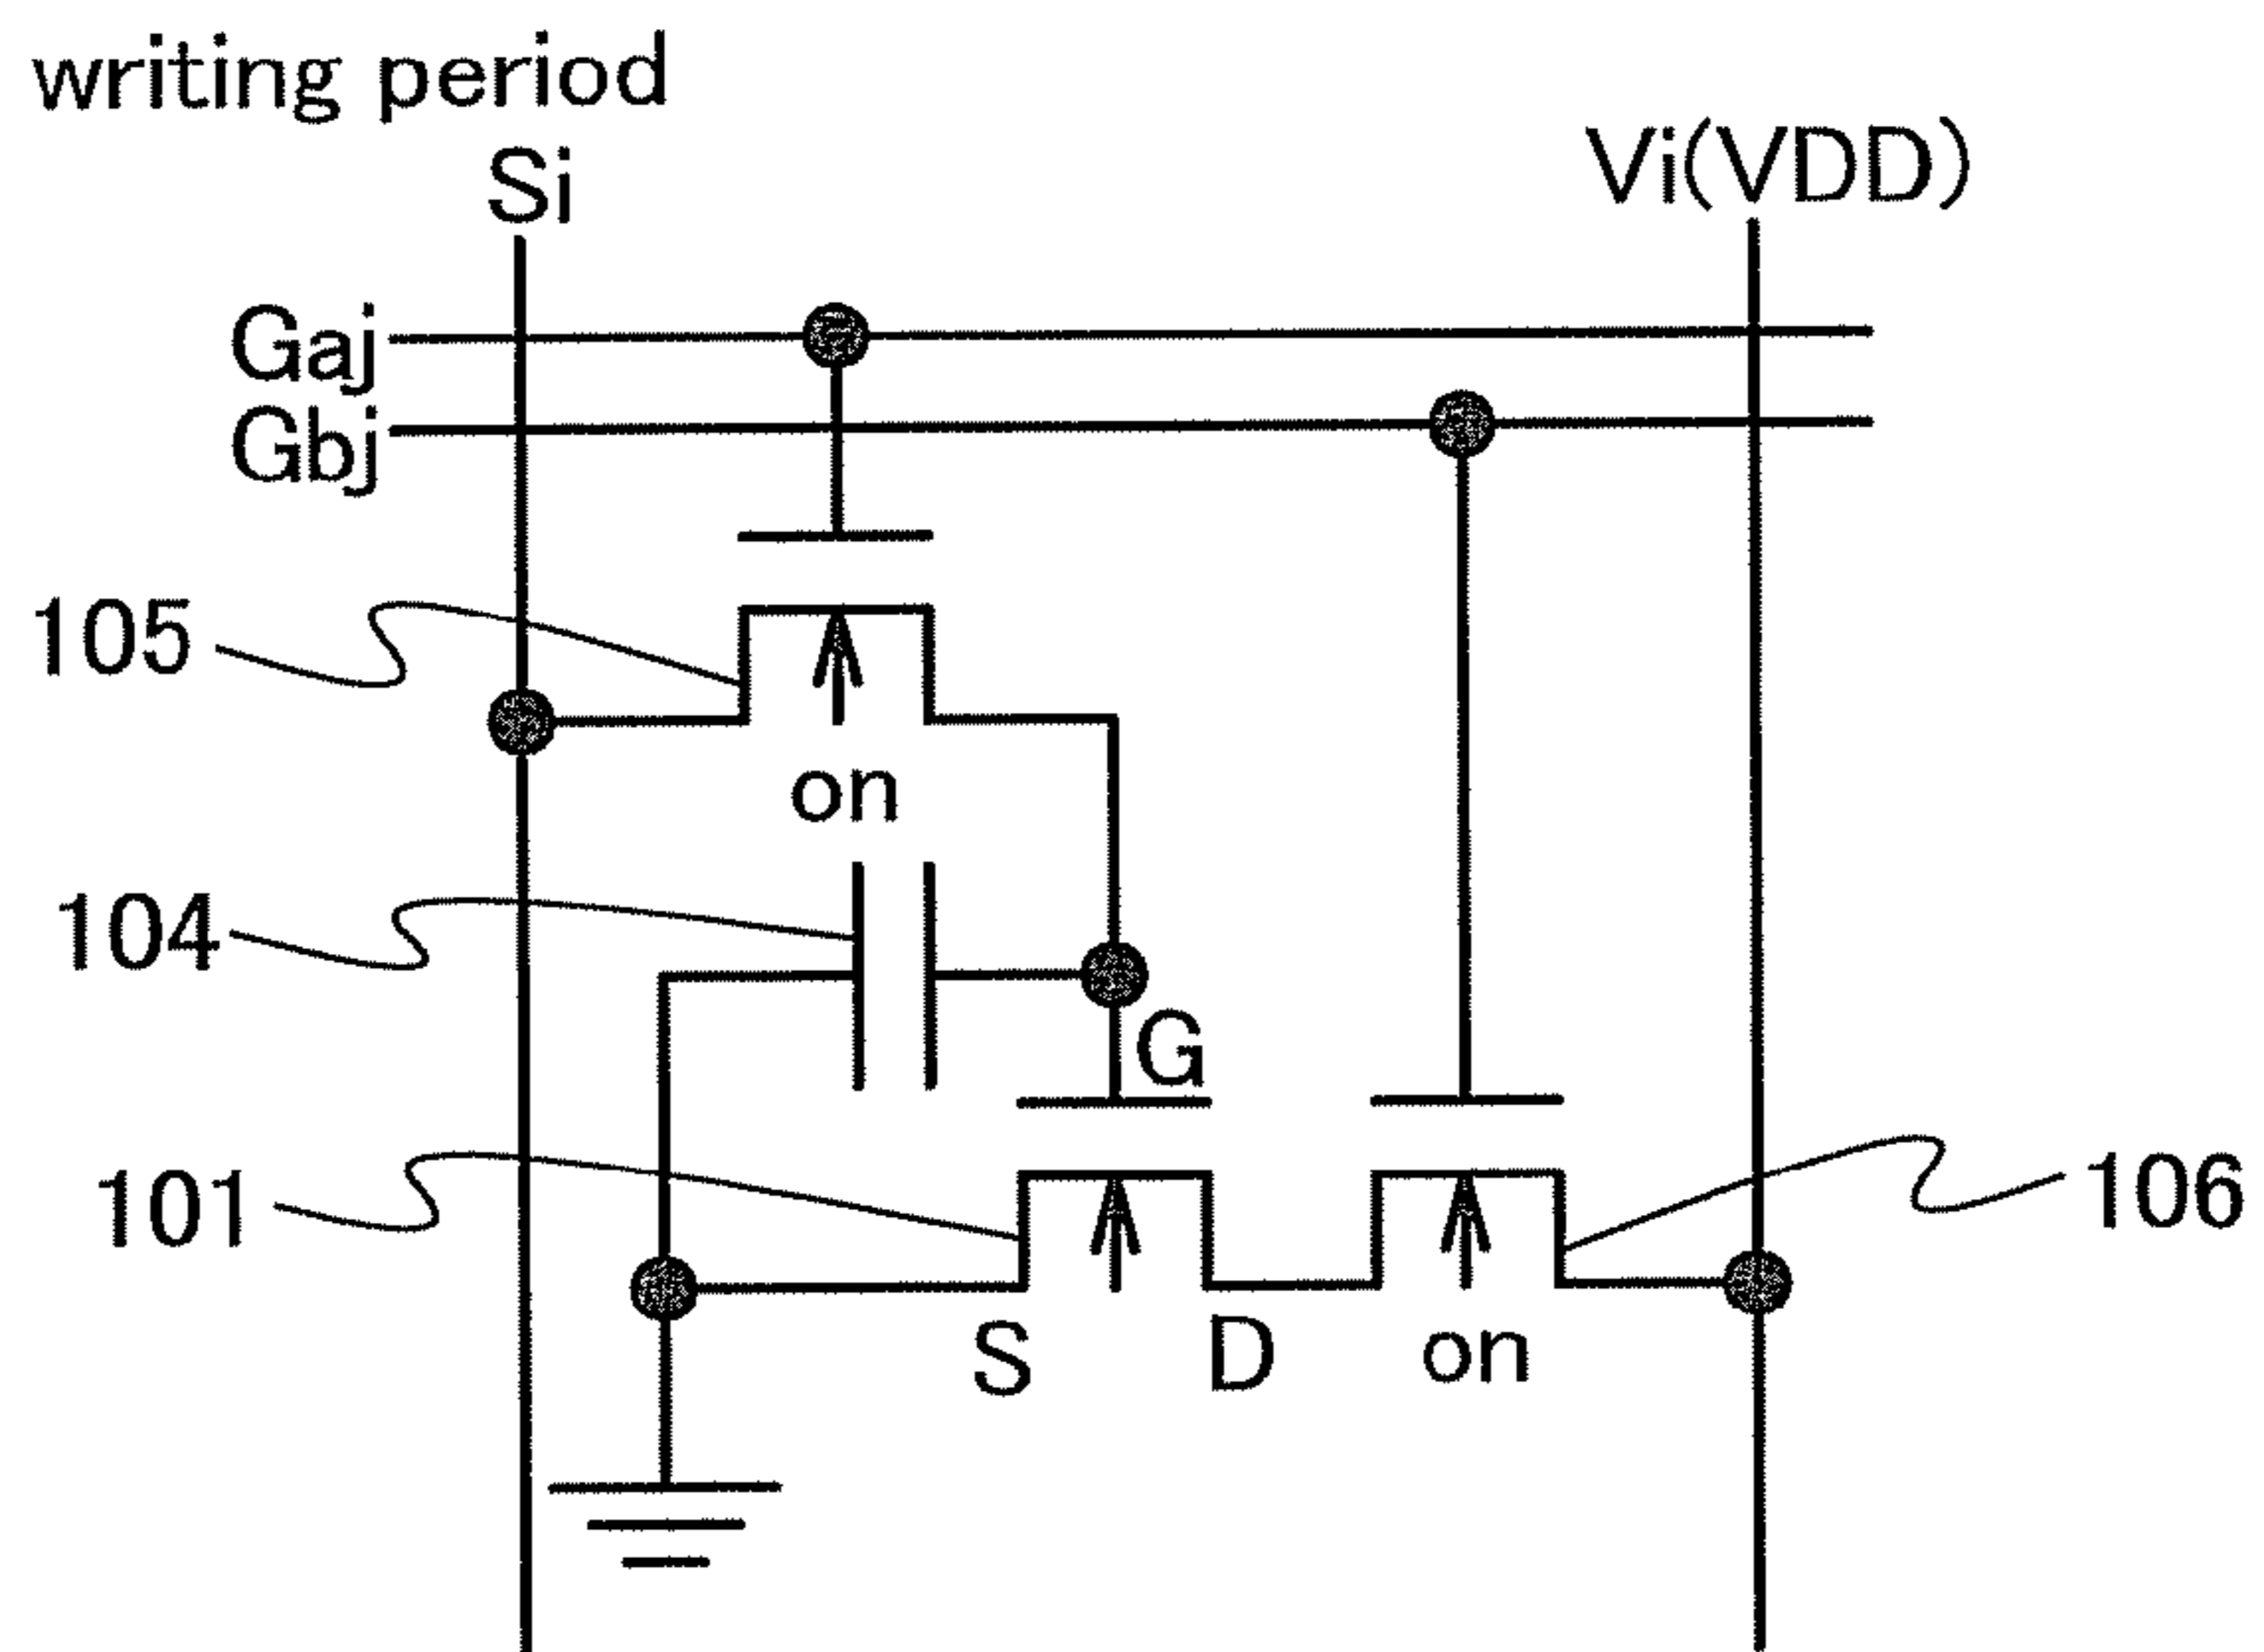 writing period
Si
Vi(VDD)
Gaj
Gbj
105
on
104
G
101
106
S
D
on